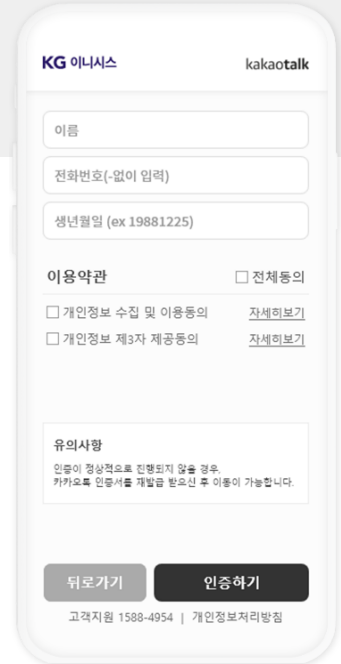 KG 이니시스 kakaotalk
이름
전화번호(-없이 입력)
생년월일 (ex 19881225)
이용약관 전체동의
개인정보 수집 및 이용동의 자세히보기
개인정보 제3자 제공동의 자세히보기
유의사항
인증이 정상적으로 진행되지 않을 경우,
카카오톡 인증서를 재발급 받으신 후 이용이 가능합니다.
뒤로가기 인증하기
고객지원 1588-4954 | 개인정보처리방침